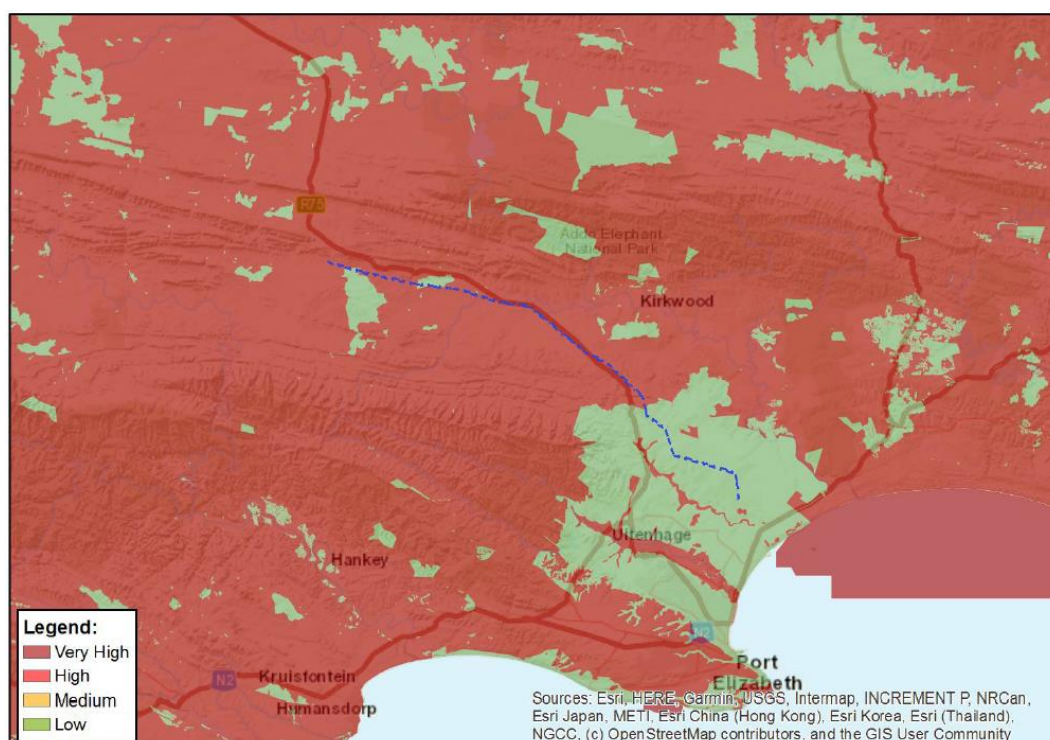 R75
Addo Elephant
National Park
Kirkwood
Uitenhage
Hankey
N2
Port
Elizabeth
N2
Kruisfontein
Humansdorp
Legend:
Very High
High
Medium
Low
Sources: Esri, HERE, Garmin, USGS, Intermap, INCREMENT P, NRCan,
Esri Japan, METI, Esri China (Hong Kong), Esri Korea, Esri (Thailand),
NGCC, (c) OpenStreetMap contributors, and the GIS User Community